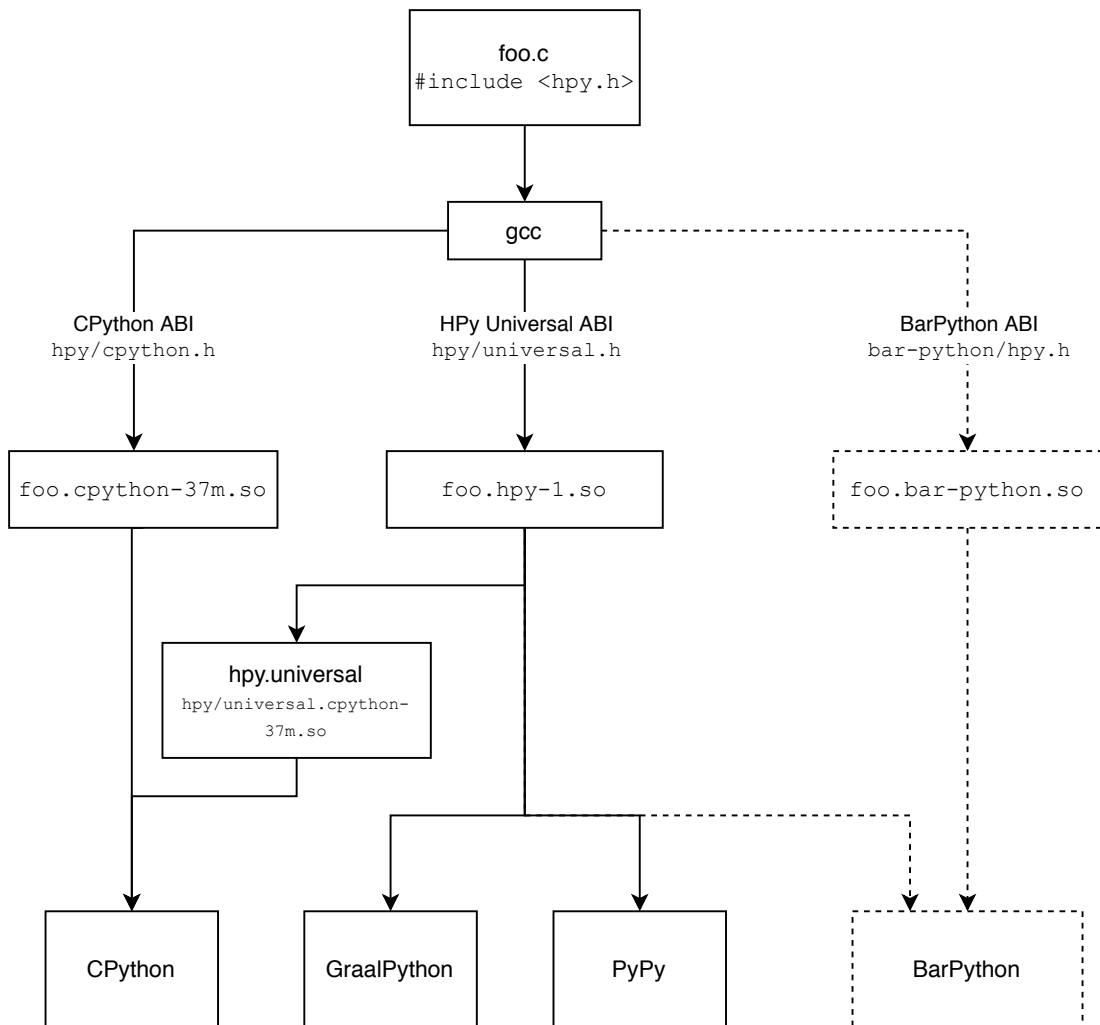 foo.c
#include <hpy.h>
gcc
CPython ABI
hpy/cpython.h
HPy Universal ABI
hpy/universal.h
BarPython ABI
bar-python/hpy.h
foo.cpython-37m.so
foo.hpy-1.so
foo.bar-python.so
hpy.universal
hpy/universal.cpython-
37m.so
CPython
GraalPython
PyPy
BarPython